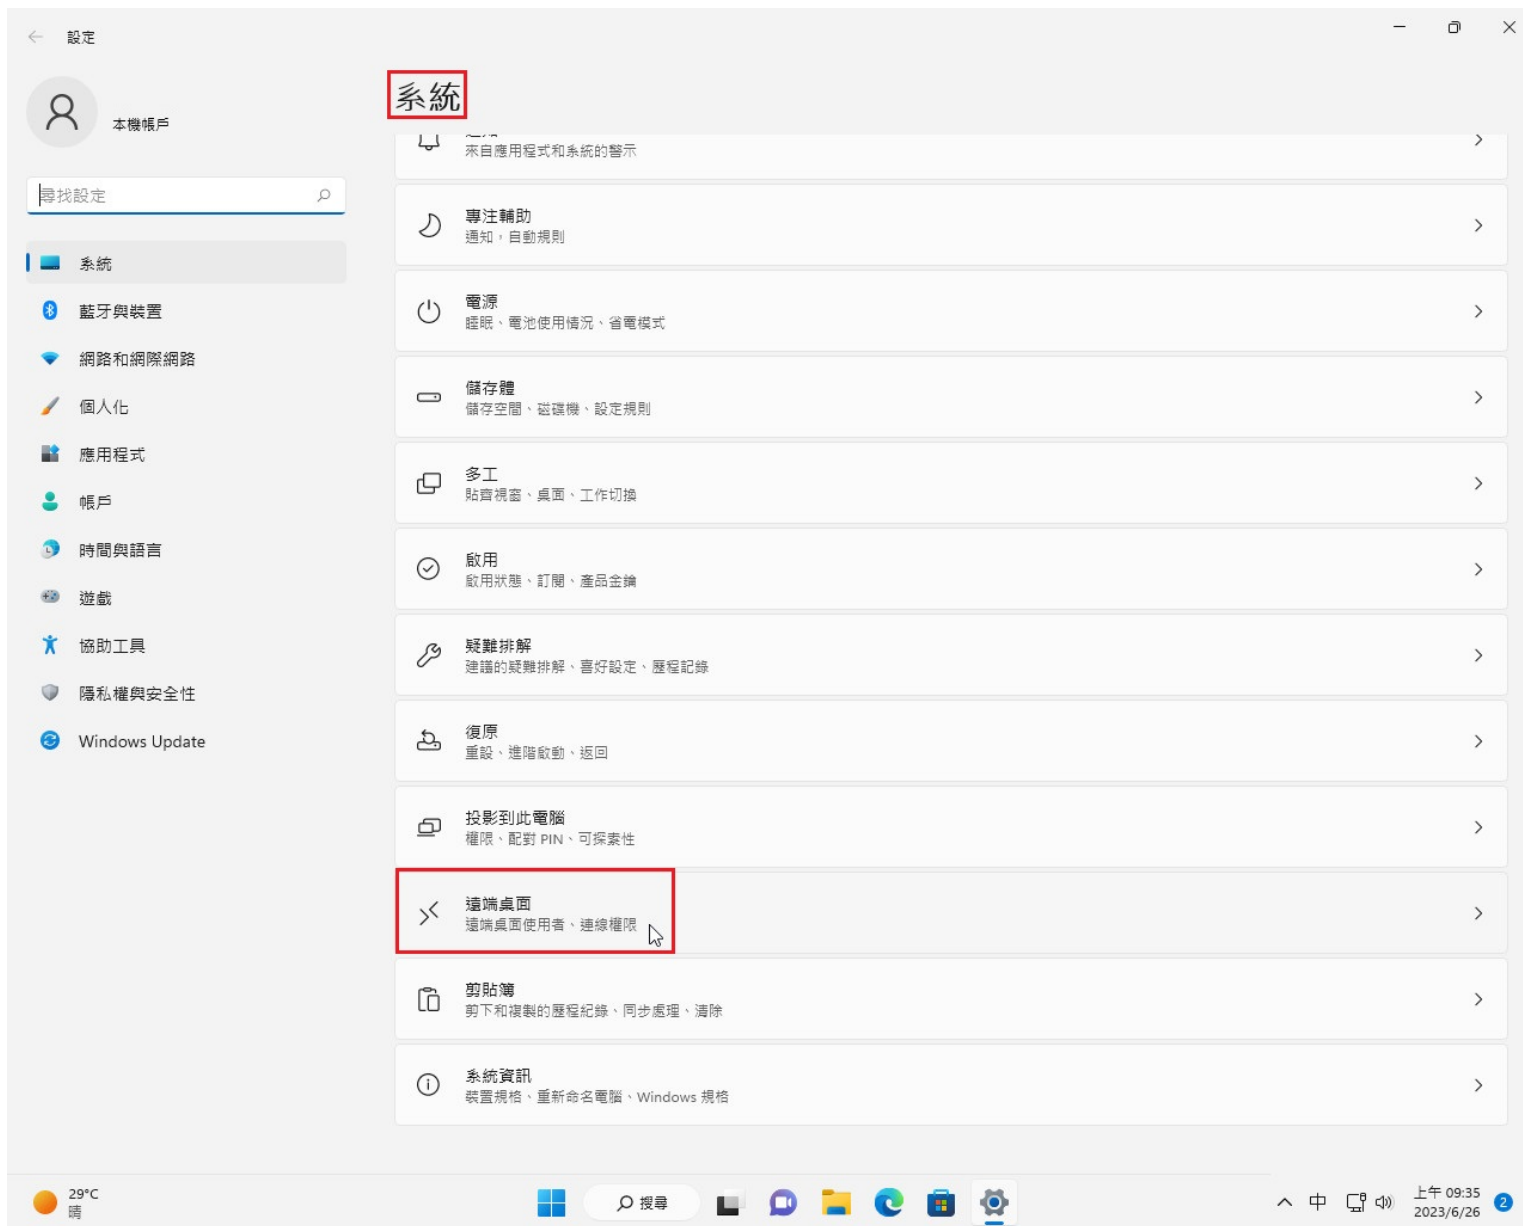 設定
本機帳戶
尋找設定
系統
藍牙與裝置
網路和網際網路
個人化
應用程式
帳戶
時間與語言
遊戲
協助工具
隱私權與安全性
Windows Update
系統
來自應用程式和系統的警示
專注輔助
通知，自動規則
電源
睡眠、電池使用情況、省電模式
儲存體
儲存空間、磁碟機、設定規則
多工
貼齊視窗、桌面、工作切換
啟用
啟用狀態、訂閱、產品金鑰
疑難排解
建議的疑難排解、喜好設定、歷程記錄
復原
重設、進階啟動、返回
投影到此電腦
權限、配對 PIN、可探索性
遠端桌面
遠端桌面使用者、連線權限
剪貼簿
剪下和複製的歷程紀錄、同步處理、清除
系統資訊
裝置規格、重新命名電腦、Windows 規格
29°C
晴
搜尋
中
上午 09:35
2023/6/26
2